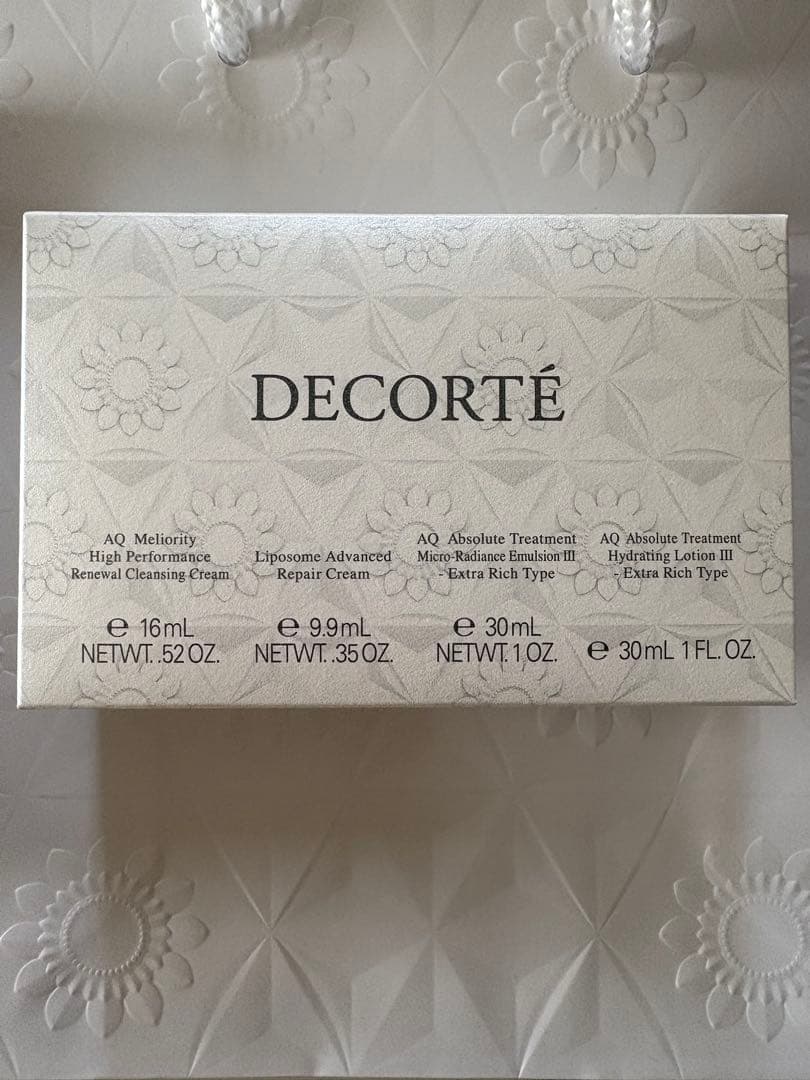 DECORTÉ
AQ Meliority
High Performance
Renewal Cleansing Cream
e 16mL
NETWT. .52 OZ.
Liposome Advanced
Repair Cream
e 9.9mL
NETWT. .35 OZ.
AQ Absolute Treatment
Micro-Radiance Emulsion III
- Extra Rich Type
e 30mL
NETWT. 1 OZ.
AQ Absolute Treatment
Hydrating Lotion III
- Extra Rich Type
e 30mL 1 FL. OZ.